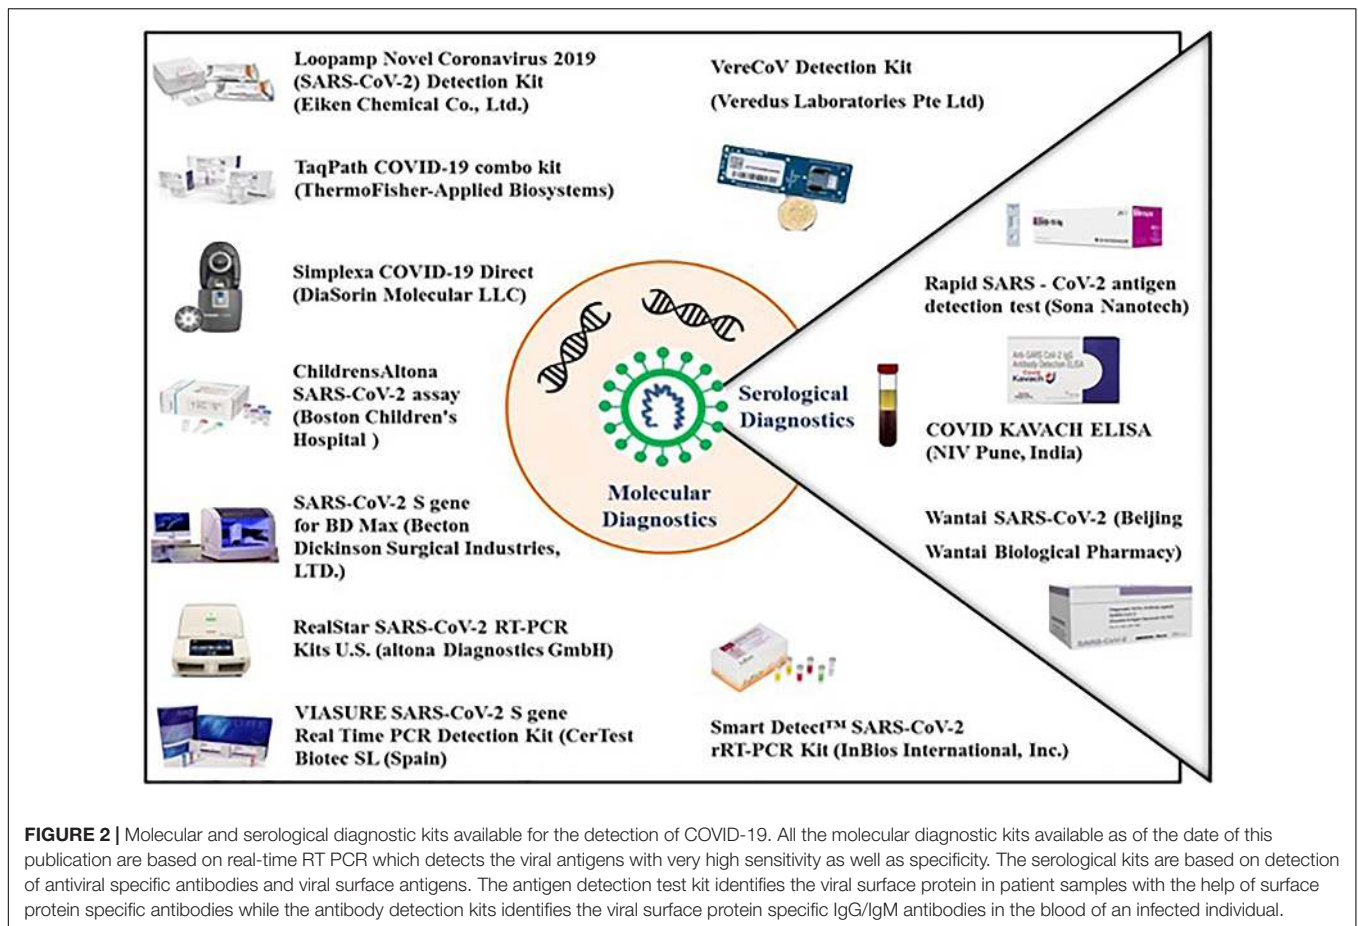 Loopamp Novel Coronavirus 2019
(SARS-CoV-2) Detection Kit
(Eiken Chemical Co., Ltd.)
TaqPath COVID-19 combo kit
(ThermoFisher-Applied Biosystems)
Simplexa COVID-19 Direct
(DiaSorin Molecular LLC)
ChildrensAltona
SARS-CoV-2 assay
(Boston Children's
Hospital )
SARS-CoV-2 S gene
for BD Max (Becton
Dickinson Surgical Industries,
LTD.)
RealStar SARS-CoV-2 RT-PCR
Kits U.S. (altona Diagnostics GmbH)
VIASURE SARS-CoV-2 S gene
Real Time PCR Detection Kit (CerTest
Biotec SL (Spain)
VereCoV Detection Kit
(Veredus Laboratories Pte Ltd)
Molecular
Diagnostics
Smart Detect™ SARS-CoV-2
rRT-PCR Kit (InBios International, Inc.)
Serological
Diagnostics
Rapid SARS - CoV-2 antigen
detection test (Sona Nanotech)
Anti-SARS CoV-2 IgG
Antibody Detection ELISA
Covid
Kavach
COVID KAVACH ELISA
(NIV Pune, India)
Wantai SARS-CoV-2 (Beijing
Wantai Biological Pharmacy)
FIGURE 2 | Molecular and serological diagnostic kits available for the detection of COVID-19. All the molecular diagnostic kits available as of the date of this
publication are based on real-time RT PCR which detects the viral antigens with very high sensitivity as well as specificity. The serological kits are based on detection
of antiviral specific antibodies and viral surface antigens. The antigen detection test kit identifies the viral surface protein in patient samples with the help of surface
protein specific antibodies while the antibody detection kits identifies the viral surface protein specific IgG/IgM antibodies in the blood of an infected individual.